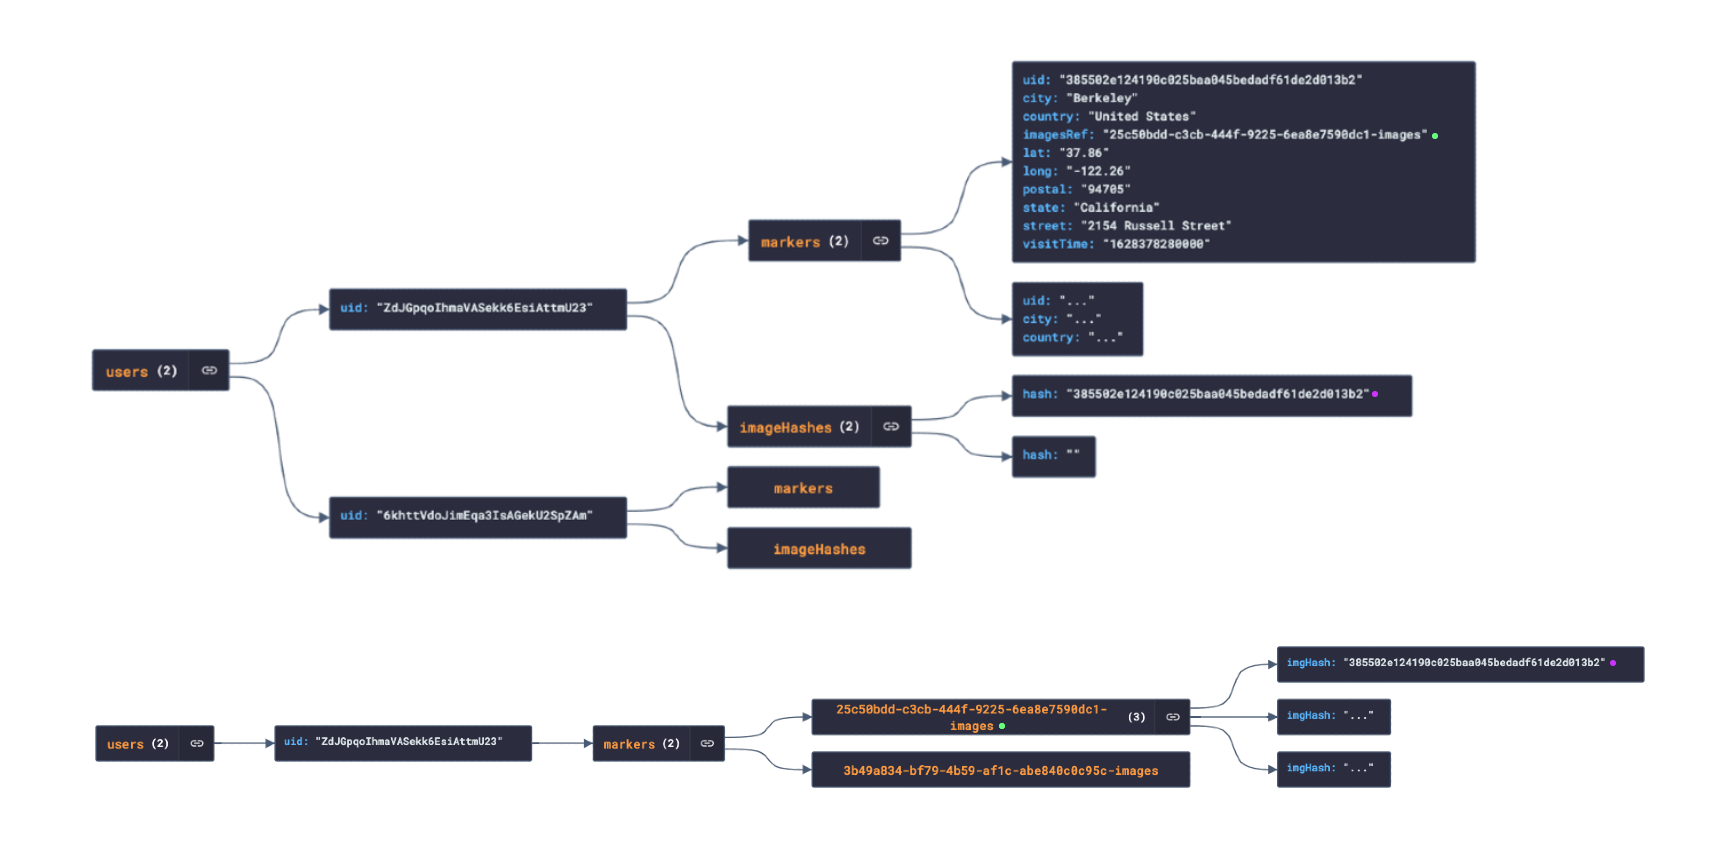 uid: "385502e124190c025baa045bedadf61de2d013b2"
city: "Berkeley"
country: "United States"
imagesRef: "25c50bdd-c3cb-444f-9225-6ea8e7590dc1-images"
lat: "37.86"
long: "-122.26"
postal: "94705"
state: "California"
street: "2154 Russell Street"
visitTime: "1628378280000"
markers (2)
uid: "ZdJGpqoIhmaVASekk6EsiAttmU23"
uid: "..."
city: "..."
country: "..."
users (2)
hash: "385502e124190c025baa045bedadf61de2d013b2"
imageHashes (2)
hash: ""
markers
uid: "6khttVdoJimEqa3IsAGekU2SpZAm"
imageHashes
imgHash: "385502e124190c025baa045bedadf61de2d013b2"
25c50bdd-c3cb-444f-9225-6ea8e7590dc1-
images
(3)
imgHash: "..."
users (2)
uid: "ZdJGpqoIhmaVASekk6EsiAttmU23"
markers (2)
3b49a834-bf79-4b59-af1c-abe840c0c95c-images
imgHash: "..."